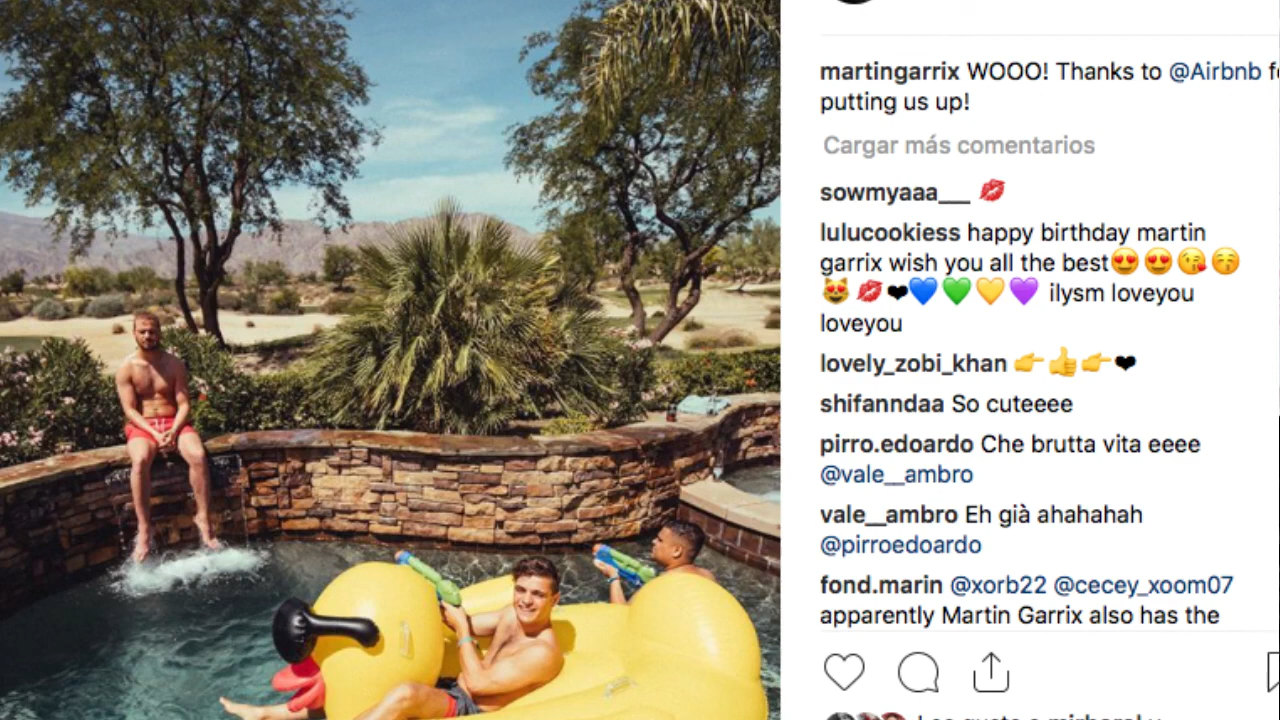 martingarrix WOOO! Thanks to @Airbnb
putting us up!
Cargar más comentarios
sowmyaaa__ 💋
lulucookiess happy birthday martin
garrix wish you all the best😍😍😘😚
😻💋❤💙💚💛💜 ilysm loveyou
loveyou
lovely_zobi_khan 👉👍👉❤
shifanndaa So cuteeee
pirro.edoardo Che brutta vita eeee
@vale__ambro
vale__ambro Eh già ahahahah
@pirroedoardo
fond.marin @xorb22 @cecey_xoom07
apparently Martin Garrix also has the